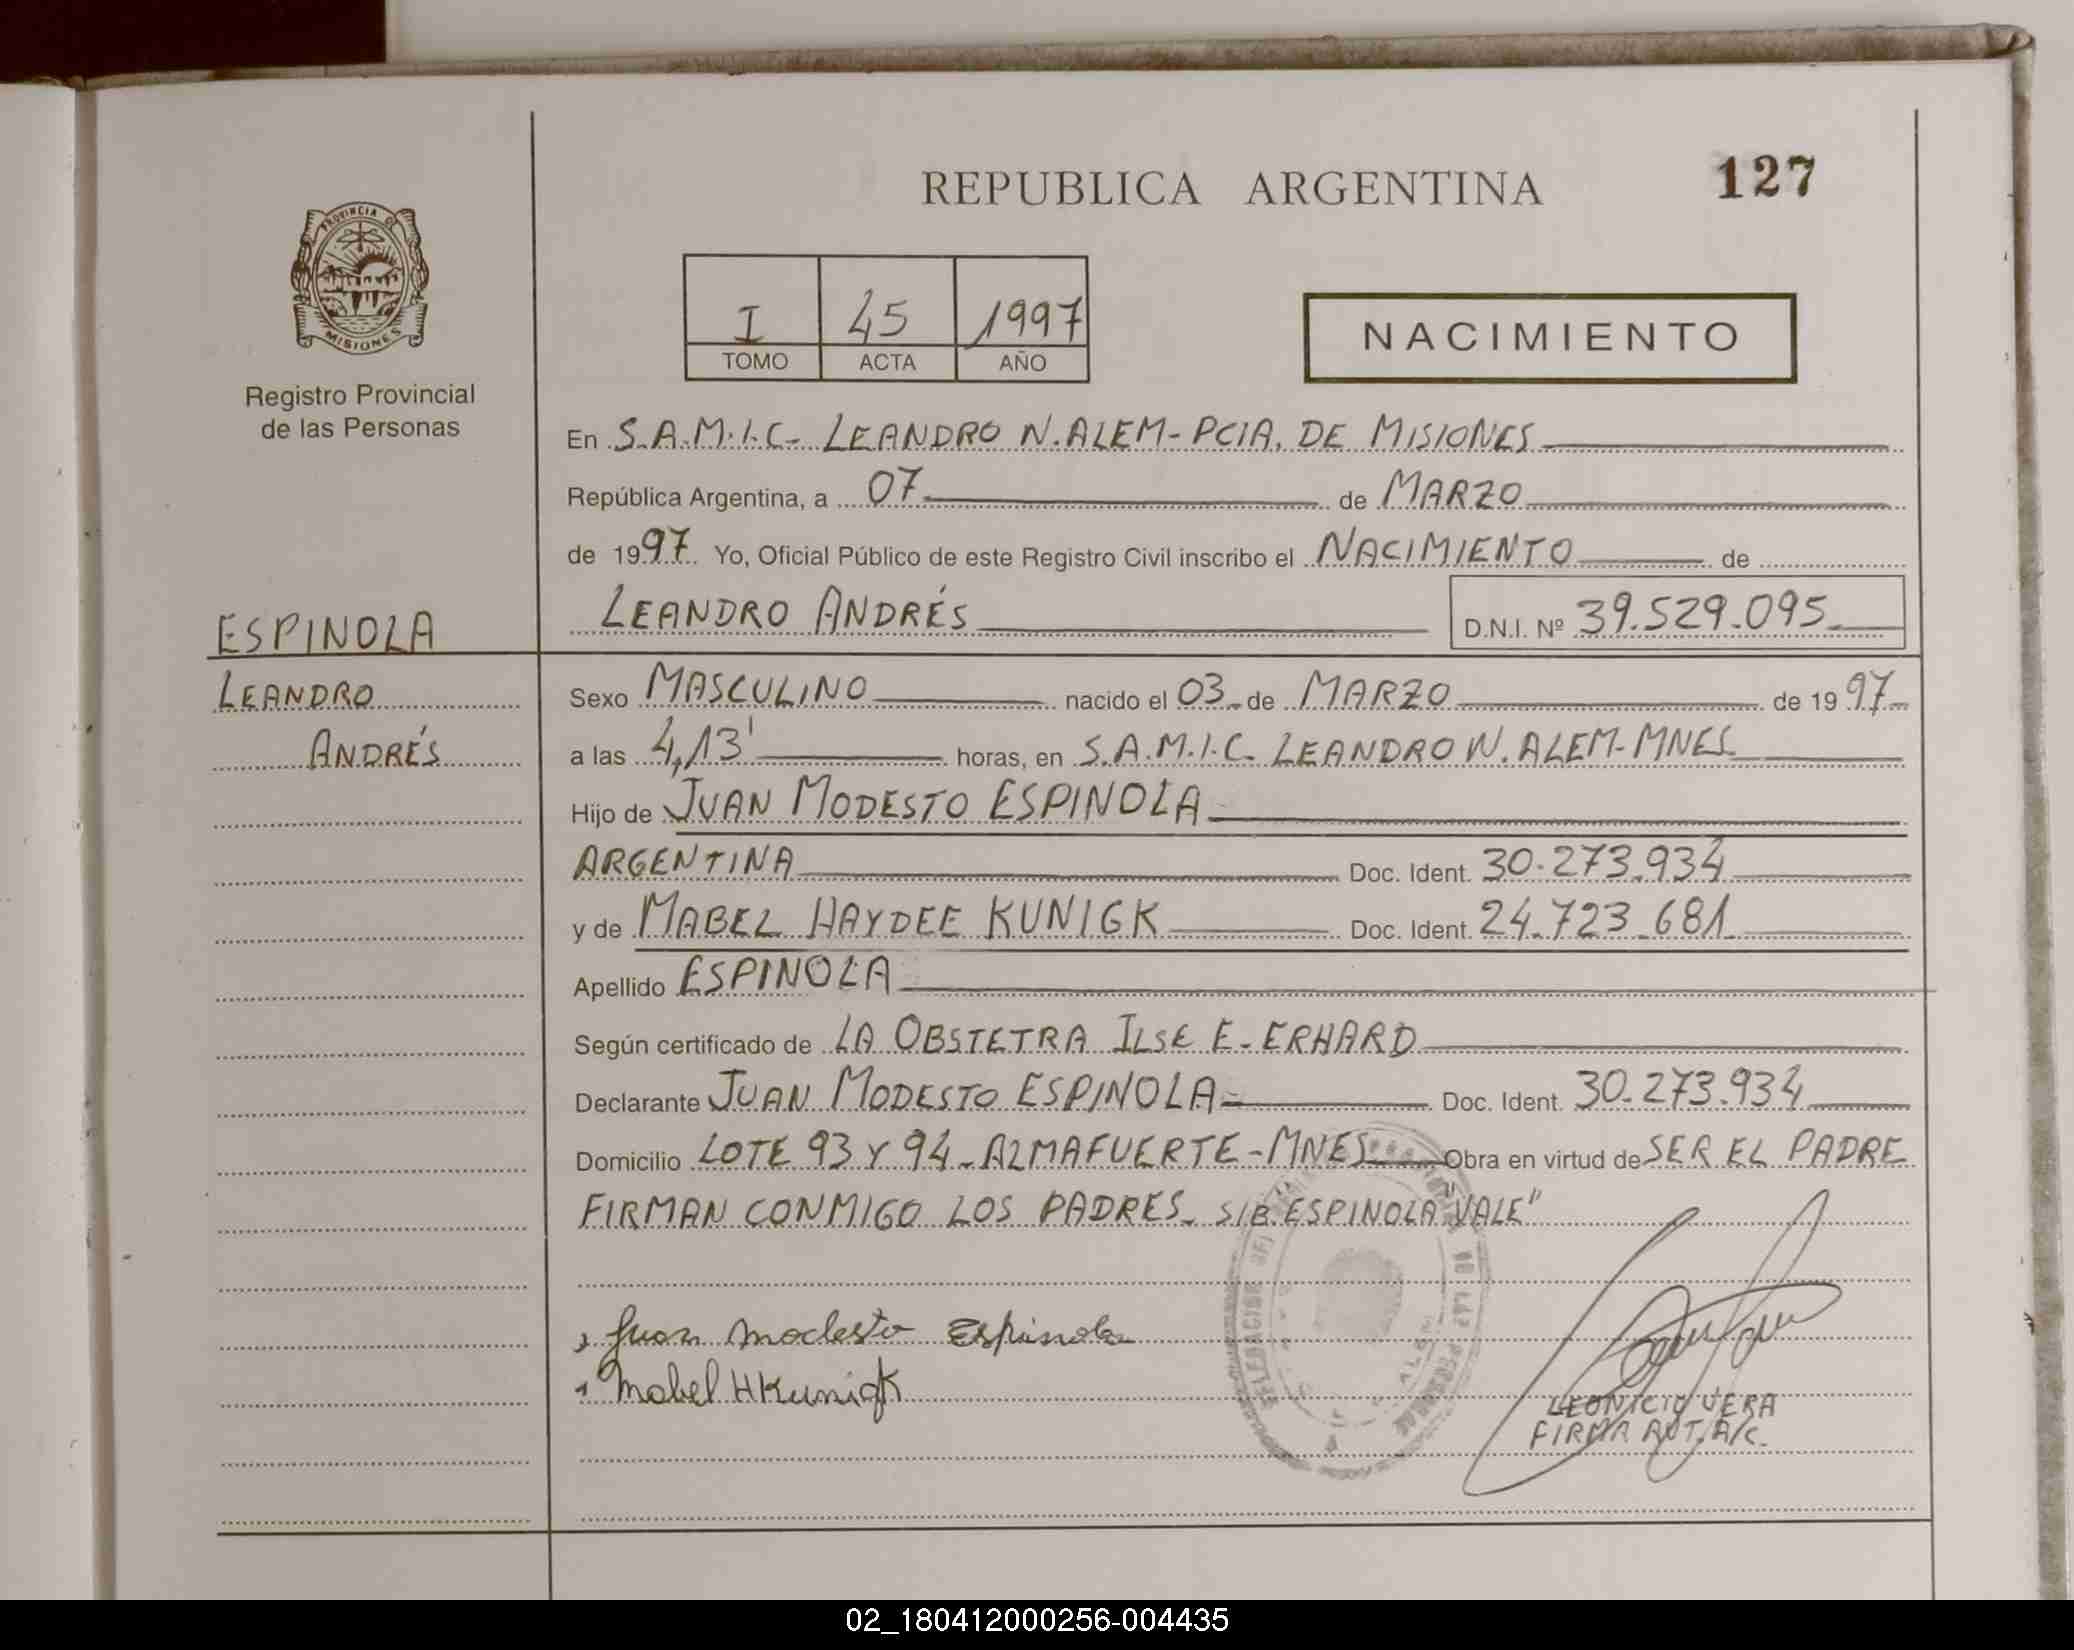 REPUBLICA ARGENTINA
127
PROVINCIA DE
MISIONES
Registro Provincial
de las Personas
I 45 1997
TOMO ACTA AÑO
NACIMIENTO
En S.A.M.I.C- LEANDRO N. ALEM- PCIA. DE MISIONES
República Argentina, a 07 de MARZO
de 1997. Yo, Oficial Público de este Registro Civil inscribo el NACIMIENTO de
LEANDRO ANDRÉS D.N.I. Nº 39.529.095
ESPINOLA
LEANDRO
ANDRÉS
Sexo MASCULINO nacido el 03 de MARZO de 1997
a las 4,13' horas, en S.A.M.I.C. LEANDRO N. ALEM-MNES
Hijo de JUAN MODESTO ESPINOLA
ARGENTINA Doc. Ident. 30.273.934
y de MABEL HAYDEE KUNIGK Doc. Ident. 24.723.681
Apellido ESPINOLA
Según certificado de LA OBSTETRA ILSE E. ERHARD
Declarante JUAN MODESTO ESPINOLA Doc. Ident. 30.273.934
Domicilio LOTE 93 Y 94 - ALMAFUERTE - MNES Obra en virtud de SER EL PADRE
FIRMAN CONMIGO LOS PADRES. S/B. ESPINOLA "VALE"
Juan Modesto Espinola
Mabel H Kunigk
LEONICIO VERA
FIRMA AUT. A/C.
02_180412000256-004435